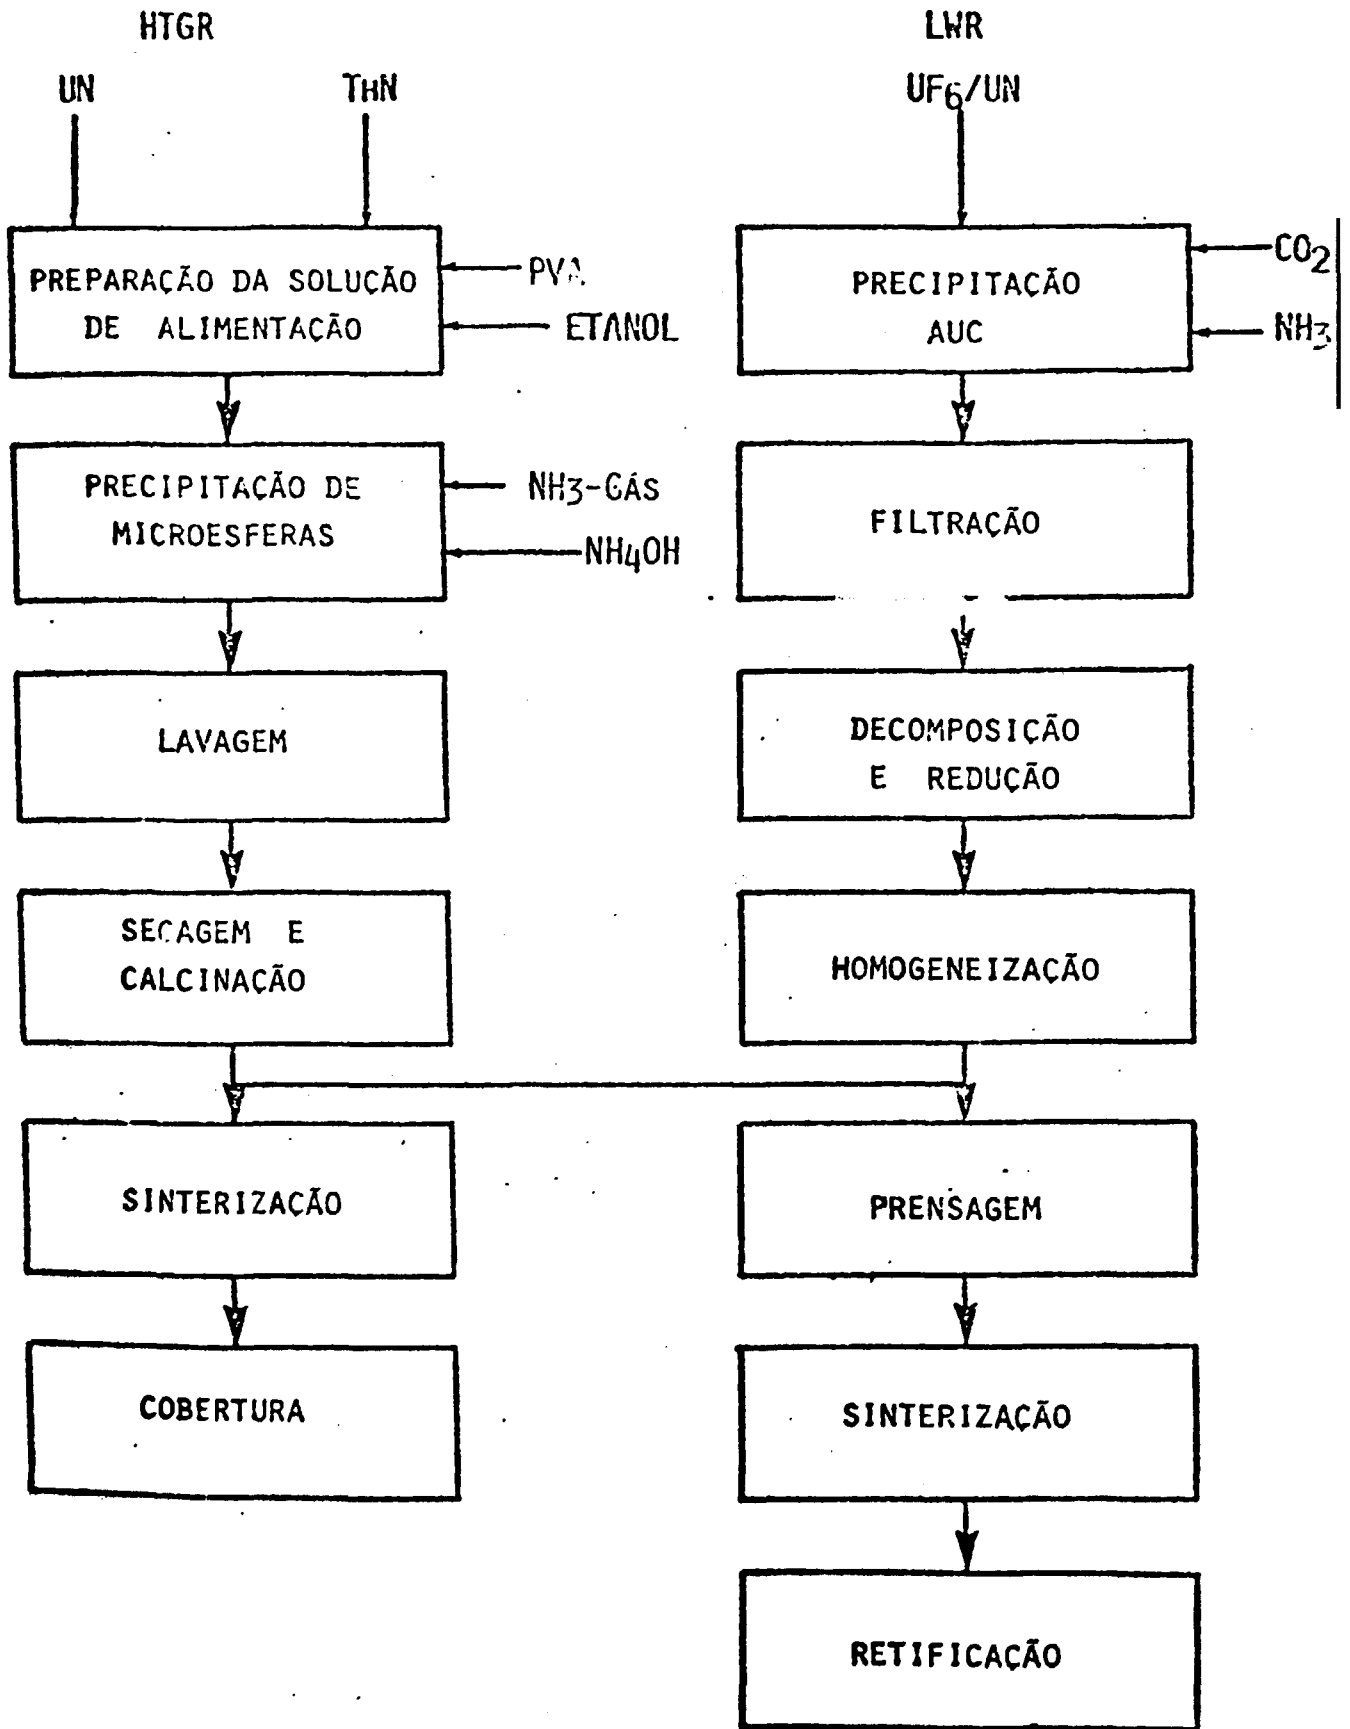 HTGR
UN
THN
PREPARAÇÃO DA SOLUÇÃO
DE ALIMENTAÇÃO
PVA
ETANOL
PRECIPITAÇÃO DE
MICROESFERAS
NH3-GÁS
NH4OH
LAVAGEM
SECAGEM E
CALCINAÇÃO
SINTERIZAÇÃO
COBERTURA
LWR
UF6/UN
PRECIPITAÇÃO
AUC
CO2
NH3
FILTRAÇÃO
DECOMPOSIÇÃO
E REDUÇÃO
HOMOGENEIZAÇÃO
PRENSAGEM
SINTERIZAÇÃO
RETIFICAÇÃO